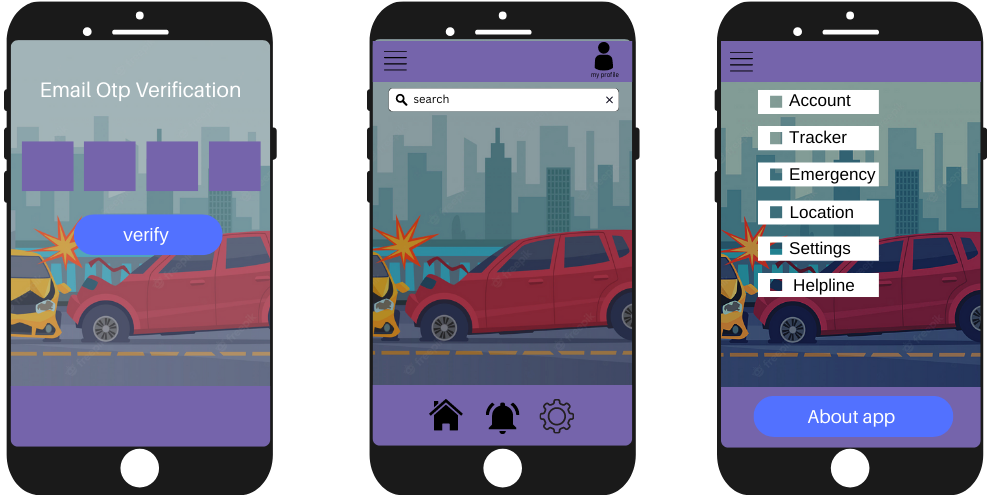 Email Otp Verification
verify
my profile
search
Account
Tracker
Emergency
Location
Settings
Helpline
About app